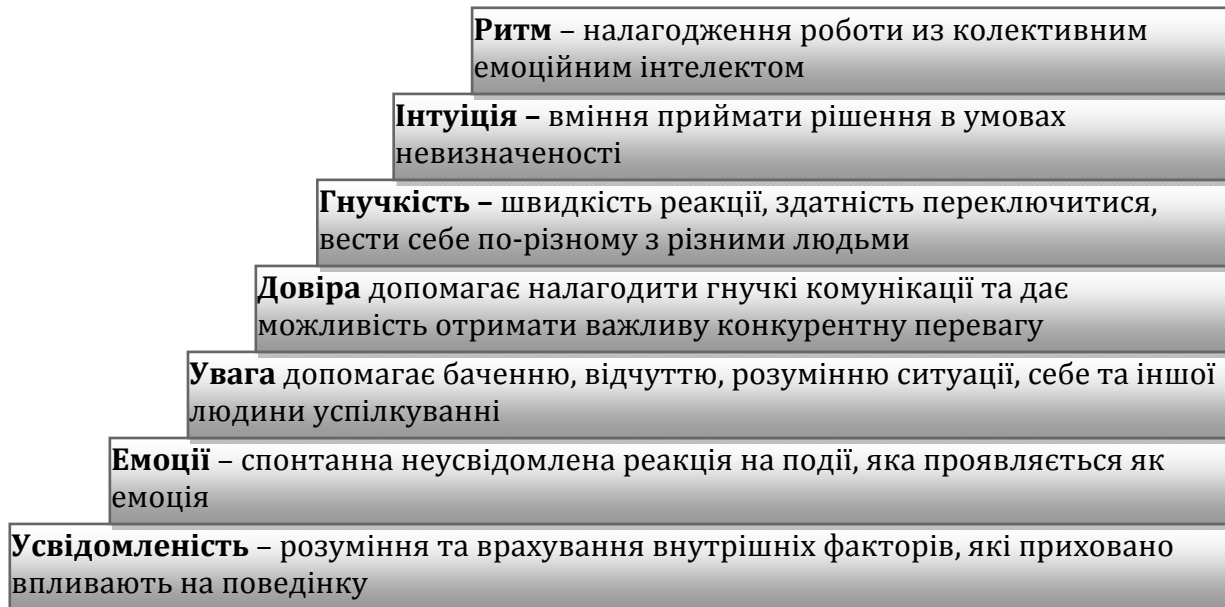 Ритм – налагодження роботи из колективним
емоційним інтелектом
Інтуіція – вміння приймати рішення в умовах
невизначеності
Гнучкість – швидкість реакції, здатність переключитися,
вести себе по-різному з різними людьми
Довіра допомагає налагодити гнучкі комунікації та дає
можливість отримати важливу конкурентну перевагу
Увага допомагає баченню, відчуттю, розумінню ситуації, себе та іншої
людини успілкуванні
Емоції – спонтанна неусвідомлена реакція на події, яка проявляється як
емоція
Усвідомленість – розуміння та врахування внутрішніх факторів, які приховано
впливають на поведінку